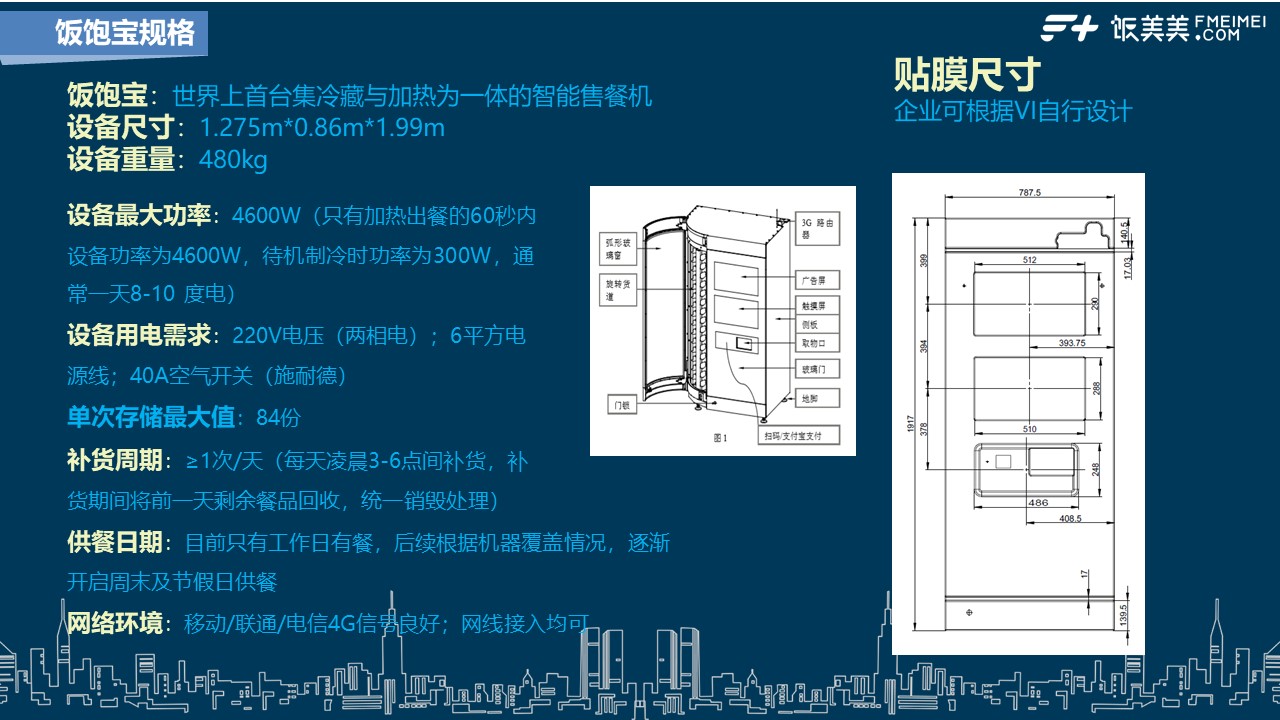 饭饱宝规格
饭美美 FMEIMEI
.COM
饭饱宝：世界上首台集冷藏与加热为一体的智能售餐机
设备尺寸：1.275m*0.86m*1.99m
设备重量：480kg
设备最大功率：4600W（只有加热出餐的60秒内
设备功率为4600W，待机制冷时功率为300W，通
常一天8-10 度电）
设备用电需求：220V电压（两相电）；6平方电
源线；40A空气开关（施耐德）
单次存储最大值：84份
补货周期：≥1次/天（每天凌晨3-6点间补货，补
货期间将前一天剩余餐品回收，统一销毁处理）
供餐日期：目前只有工作日有餐，后续根据机器覆盖情况，逐渐
开启周末及节假日供餐
网络环境：移动/联通/电信4G信号良好；网线接入均可
弧形玻
璃窗
旋转货
道
门板
3G 路由
器
广告屏
触摸屏
侧板
取物口
玻璃门
地脚
扫码/支付宝支付
图1
贴膜尺寸
企业可根据VI自行设计
787.5
140.5
17.03
399
512
290
393.75
394
288
510
1917
378
248
486
408.5
17
139.5